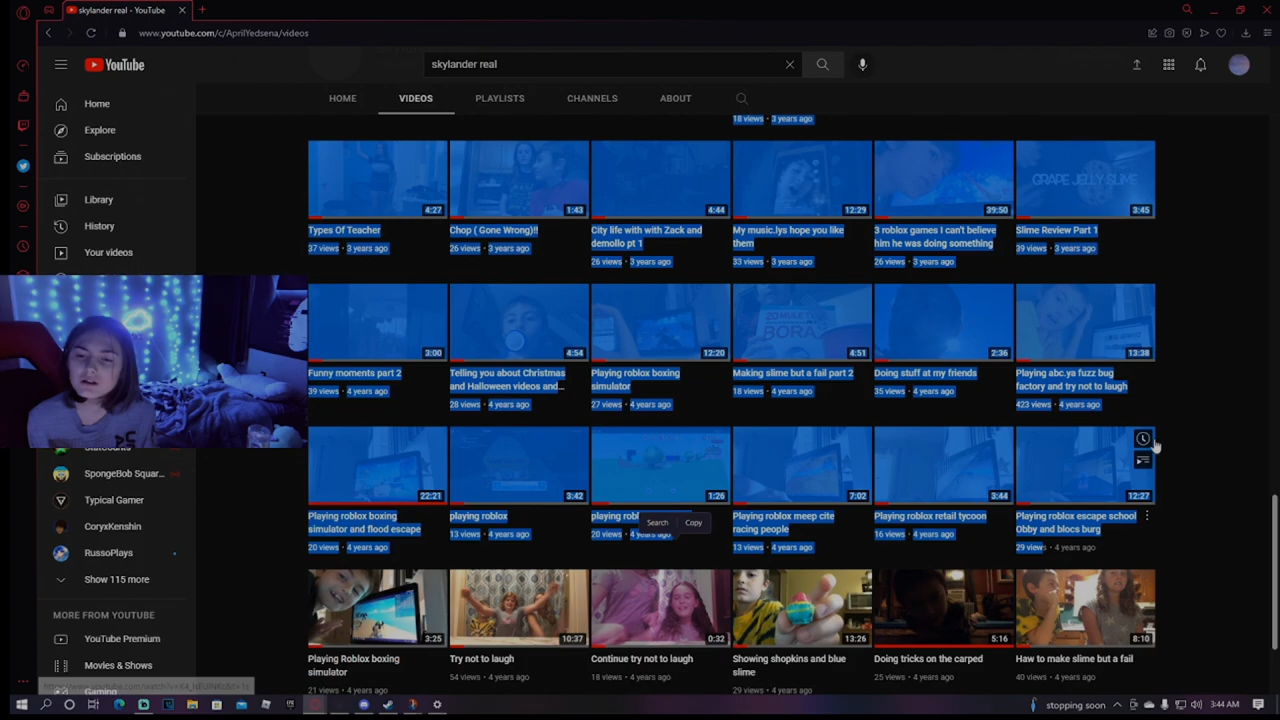 skylander real - YouTube
www.youtube.com/c/AprilYedsena/videos
YouTube
skylander real
HOME
VIDEOS
PLAYLISTS
CHANNELS
ABOUT
Home
Explore
Subscriptions
Library
History
Your videos
SpongeBob Squar...
Typical Gamer
CoryxKenshin
RussoPlays
Show 115 more
MORE FROM YOUTUBE
YouTube Premium
Movies & Shows
Gaming
18 views • 3 years ago
4:27
1:43
4:44
12:29
39:50
GRAPE JELLY SLIME
3:45
Types Of Teacher
37 views • 3 years ago
Chop ( Gone Wrong)!!
26 views • 3 years ago
City life with with Zack and
demollo pt 1
26 views • 3 years ago
My music.lys hope you like
them
33 views • 3 years ago
3 roblox games I can't believe
him he was doing something
26 views • 3 years ago
Slime Review Part 1
39 views • 3 years ago
3:00
4:54
12:20
20 MULE T
BORA
4:51
2:36
13:38
Funny moments part 2
39 views • 4 years ago
Telling you about Christmas
and Halloween videos and...
28 views • 4 years ago
Playing roblox boxing
simulator
27 views • 4 years ago
Making slime but a fail part 2
18 views • 4 years ago
Doing stuff at my friends
35 views • 4 years ago
Playing abc.ya fuzz bug
factory and try not to laugh
423 views • 4 years ago
22:21
3:42
1:26
7:02
3:44
12:27
Playing roblox boxing
simulator and flood escape
20 views • 4 years ago
playing roblox
13 views • 4 years ago
playing rob
20 views • 4 years ago
Search
Copy
Playing roblox meep cite
racing people
13 views • 4 years ago
Playing roblox retail tycoon
16 views • 4 years ago
Playing roblox escape school
Obby and blocs burg
29 views • 4 years ago
3:25
10:37
0:32
13:26
5:16
8:10
Playing Roblox boxing
simulator
21 views • 4 years ago
Try not to laugh
54 views • 4 years ago
Continue try not to laugh
18 views • 4 years ago
Showing shopkins and blue
slime
29 views • 4 years ago
Doing tricks on the carped
25 views • 4 years ago
Haw to make slime but a fail
40 views • 4 years ago
stopping soon
3:44 AM